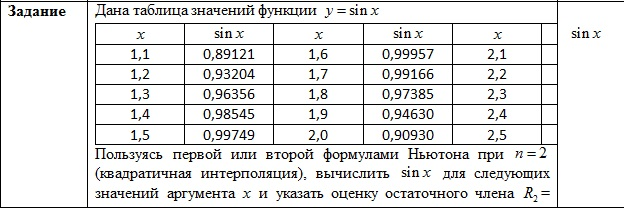 Задание
Дана таблица значений функции y = sin x
x sin x x sin x x
1,1 0,89121 1,6 0,99957 2,1
1,2 0,93204 1,7 0,99166 2,2
1,3 0,96356 1,8 0,97385 2,3
1,4 0,98545 1,9 0,94630 2,4
1,5 0,99749 2,0 0,90930 2,5
Пользуясь первой или второй формулами Ньютона при n = 2
(квадратичная интерполяция), вычислить sin x для следующих
значений аргумента x и указать оценку остаточного члена R₂ =
sin x